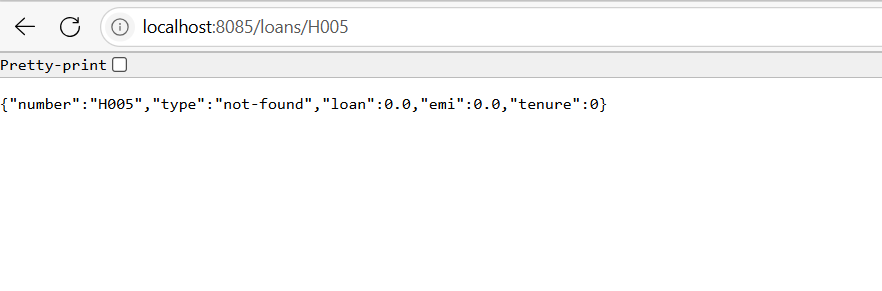 localhost:8085/loans/H005
Pretty-print
{"number":"H005","type":"not-found","loan":0.0,"emi":0.0,"tenure":0}